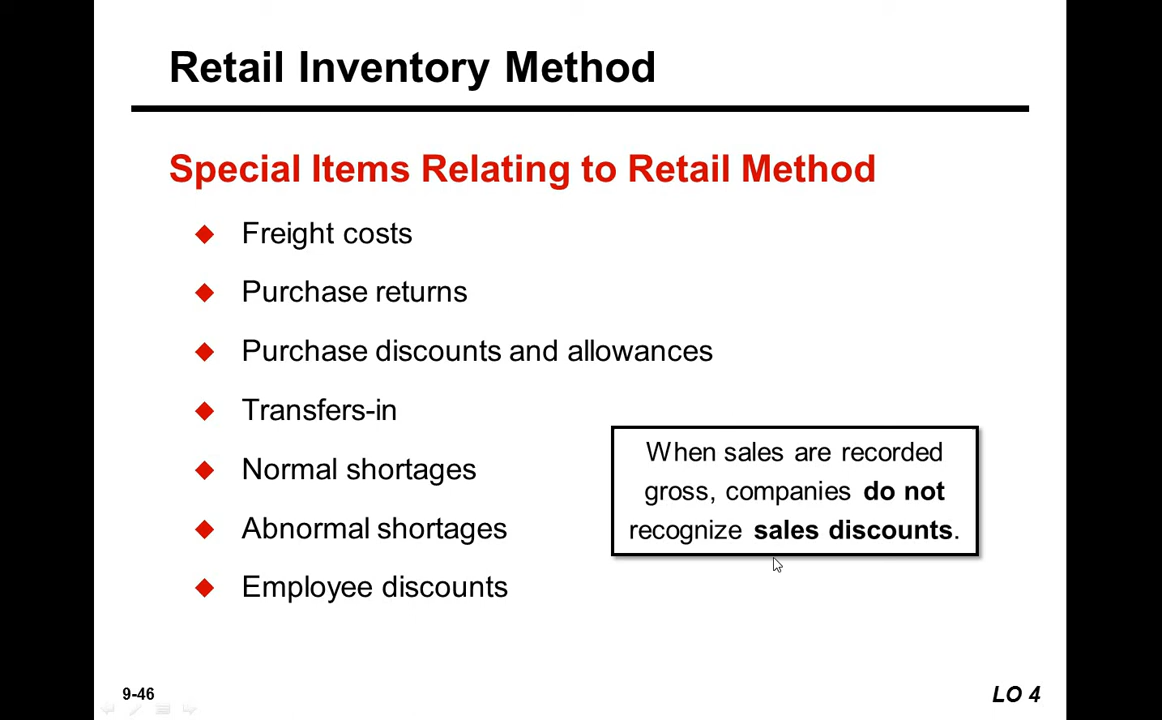 Retail Inventory Method
Special Items Relating to Retail Method
Freight costs
Purchase returns
Purchase discounts and allowances
Transfers-in
Normal shortages
Abnormal shortages
Employee discounts
When sales are recorded
gross, companies do not
recognize sales discounts.
9-46
LO 4